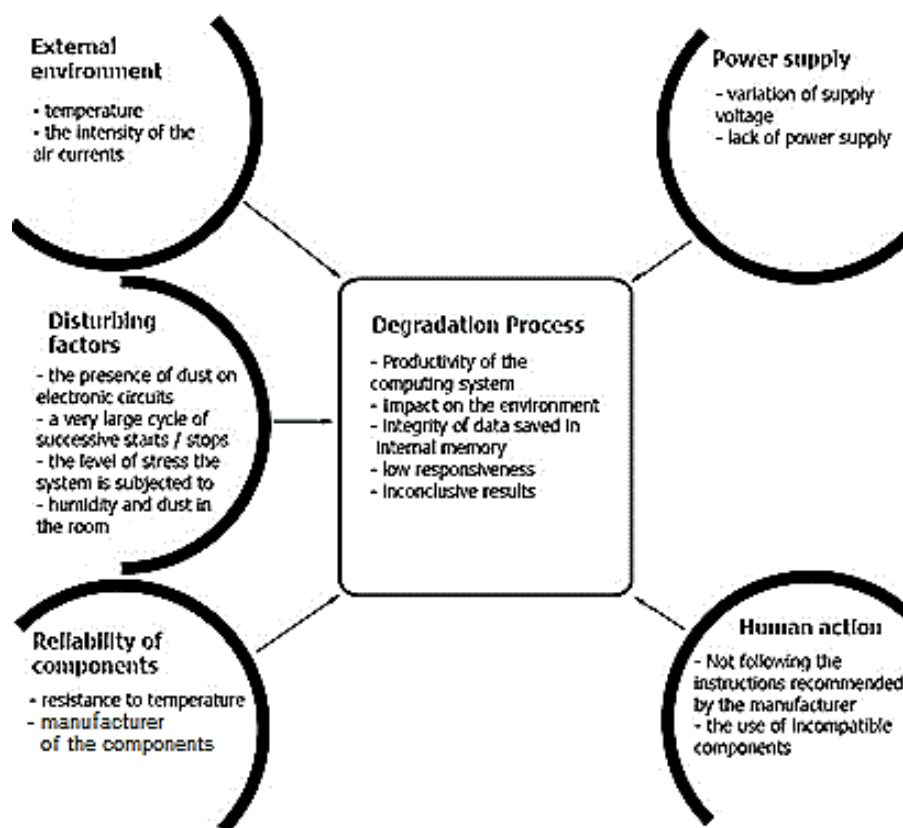 External
environment
- temperature
- the intensity of the
air currents
Power supply
- variation of supply
voltage
- lack of power supply
Disturbing
factors
- the presence of dust on
electronic circuits
- a very large cycle of
successive starts / stops
- the level of stress the
system is subjected to
- humidity and dust in
the room
Degradation Process
- Productivity of the
computing system
- Impact on the environment
- Integrity of data saved in
internal memory
- low responsiveness
- Inconclusive results
Reliability of
components
- resistance to temperature
- manufacturer
of the components
Human action
- Not following the
instructions recommended
by the manufacturer
- the use of incompatible
components